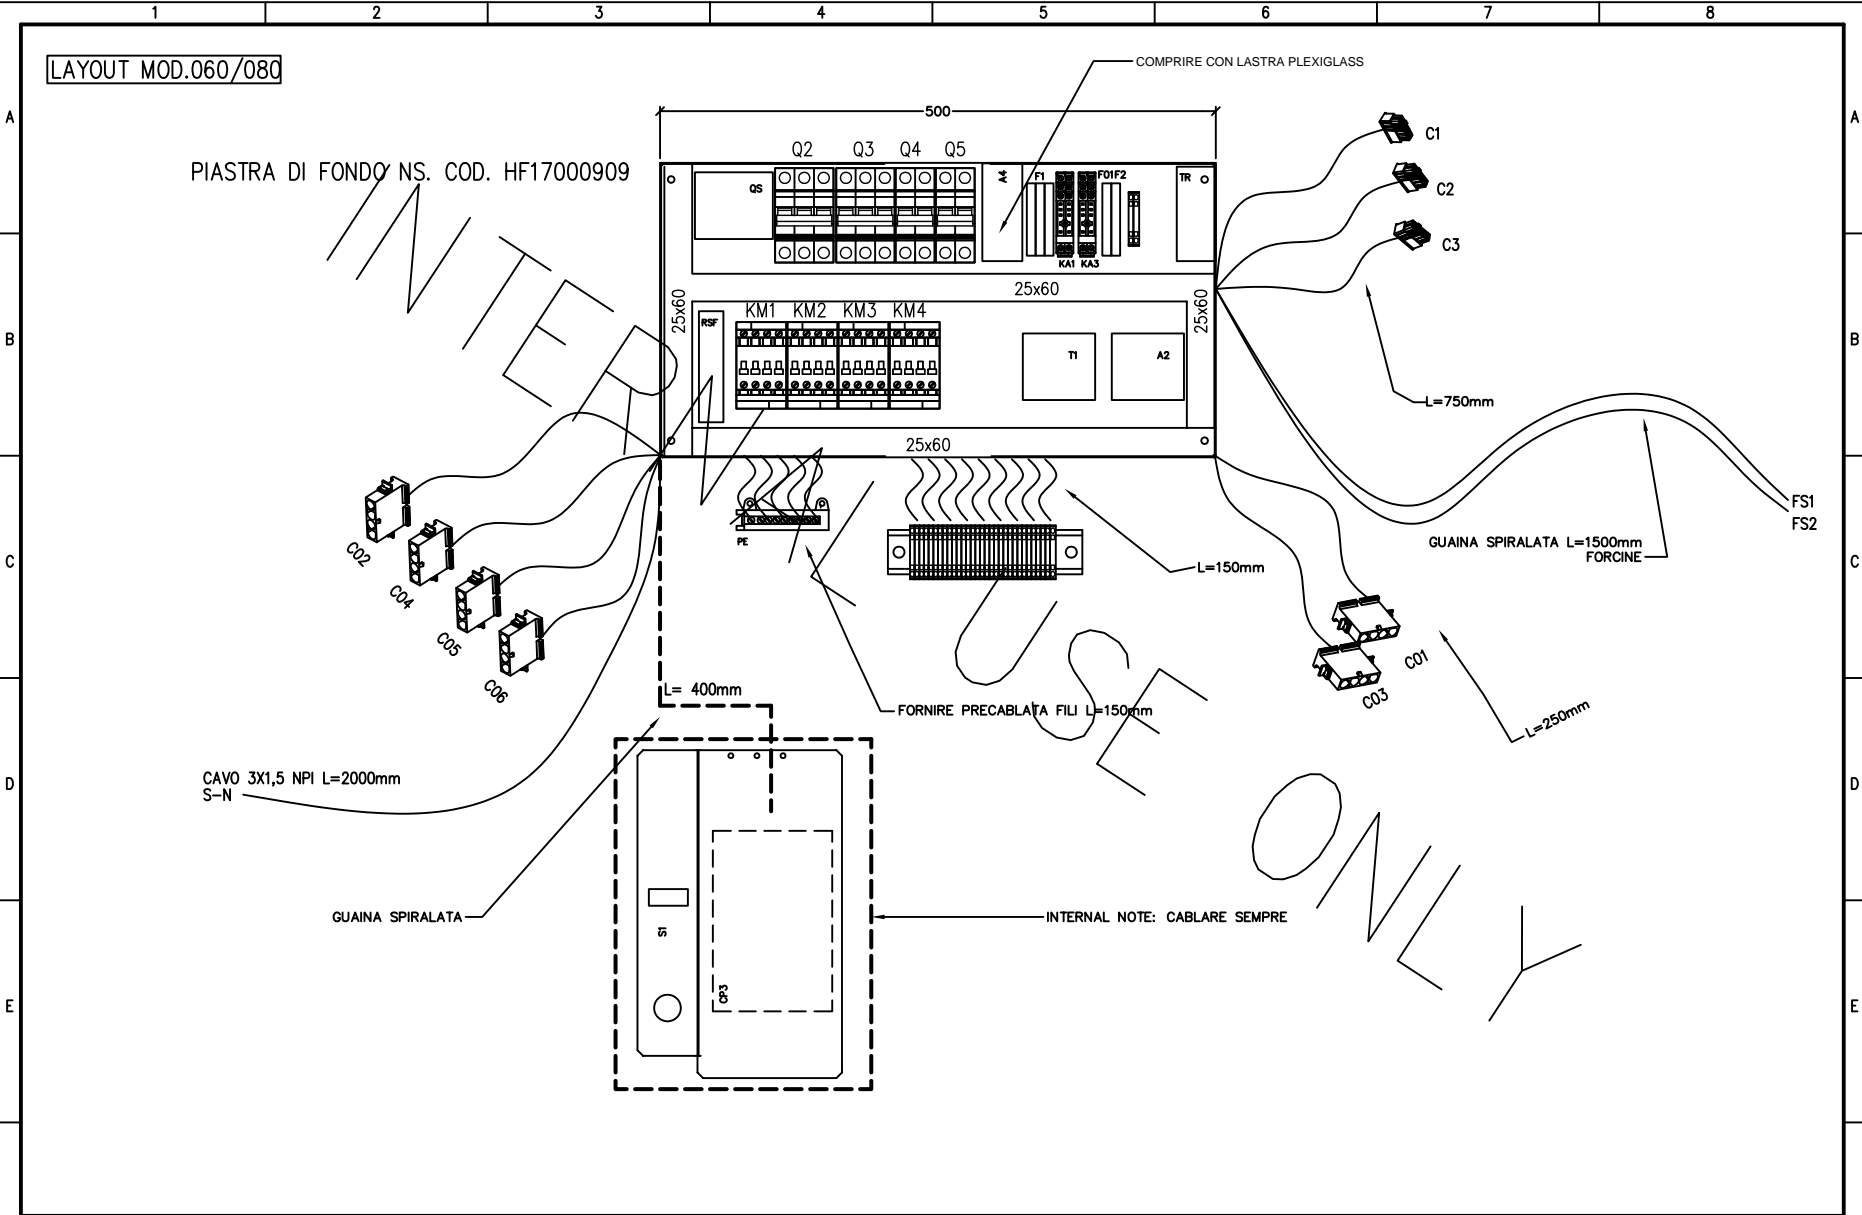 1 2 3 4 5 6 7 8
LAYOUT MOD.060/080
COMPRIRE CON LASTRA PLEXIGLASS
A A
500
C1
Q2 Q3 Q4 Q5
PIASTRA DI FONDO NS. COD. HF17000909
QS A4 F1 F01F2 TR
C2
C3
KA1 KA3
25x60
25x60 25x60
RSF KM1 KM2 KM3 KM4
B B
T1 A2
L=750mm
25x60
FS1
FS2
PE
C02
GUAINA SPIRALATA L=1500mm
FORCINE
C C
L=150mm
C04
C05
C01
C06
C03
L= 400mm
FORNIRE PRECABLATA FILI L=150mm
L=250mm
CAVO 3X1,5 NPI L=2000mm
S-N
D D
GUAINA SPIRALATA
INTERNAL NOTE: CABLARE SEMPRE
S1
CP3
E E
INTERNAL USE ONLY